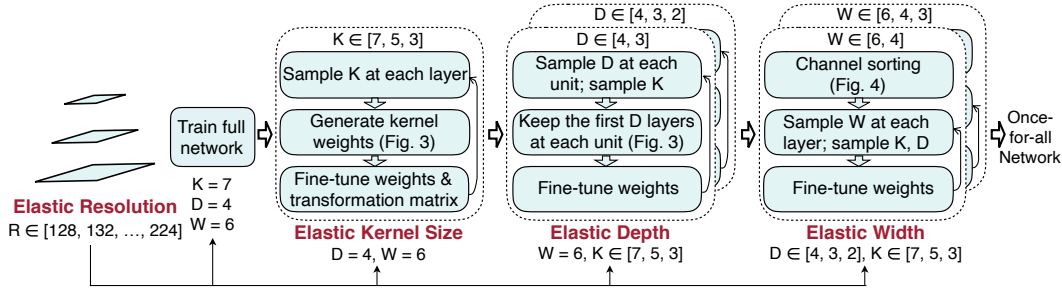 Elastic Resolution
R ∈ [128, 132, …, 224]
Train full
network
K = 7
D = 4
W = 6
K ∈ [7, 5, 3]
Sample K at each layer
Generate kernel
weights (Fig. 3)
Fine-tune weights &
transformation matrix
Elastic Kernel Size
D = 4, W = 6
D ∈ [4, 3, 2]
D ∈ [4, 3]
Sample D at each
unit; sample K
Keep the first D layers
at each unit (Fig. 3)
Fine-tune weights
Elastic Depth
W = 6, K ∈ [7, 5, 3]
W ∈ [6, 4, 3]
W ∈ [6, 4]
Channel sorting
(Fig. 4)
Sample W at each
layer; sample K, D
Fine-tune weights
Elastic Width
D ∈ [4, 3, 2], K ∈ [7, 5, 3]
Once-
for-all
Network